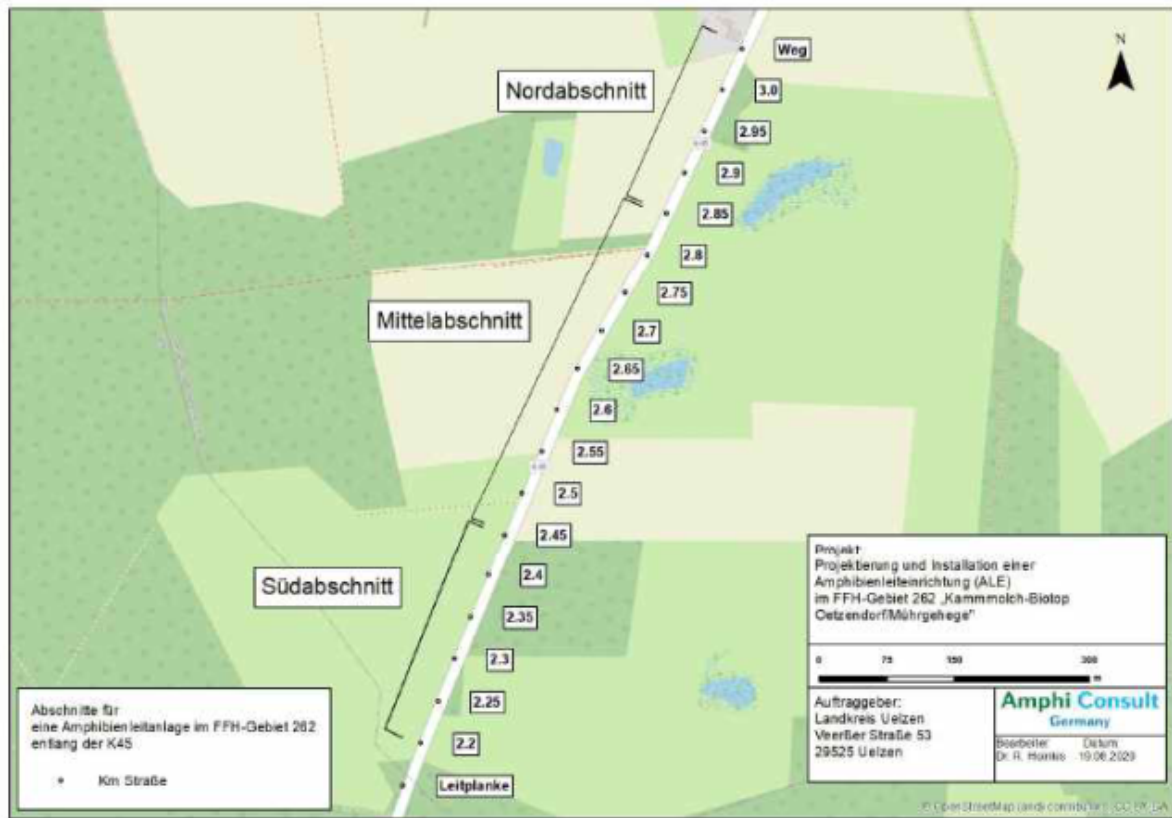 Weg
N
Nordabschnitt
3.0
2.95
2.9
2.85
2.8
2.75
Mittelabschnitt
2.7
2.65
2.6
2.55
2.5
2.45
Südabschnitt
2.4
2.35
2.3
2.25
2.2
Leitplanke
Abschnitte für
eine Amphibienleitanlage im FFH-Gebiet 262
entlang der K45
Km Straße
Projekt:
Projektierung und Installation einer
Amphibienleiteinrichtung (ALE)
im FFH-Gebiet 262 „Kammmolch-Biotop
Oetzendorf/Mührgehege"
0 75 150 300
m
Auftraggeber:
Landkreis Uelzen
Veerßer Straße 53
29525 Uelzen
Amphi Consult
Germany
Bearbeiter: Datum:
Dr. R.
© OpenStreetMap (and) contributors, CC-BY-SA